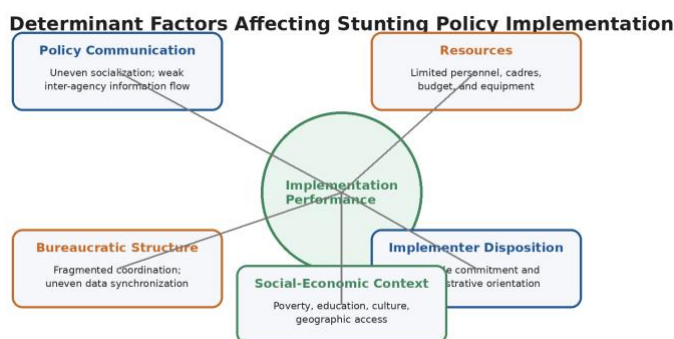 Determinant Factors Affecting Stunting Policy Implementation
Policy Communication
Uneven socialization; weak
inter-agency information flow
Resources
Limited personnel, cadres,
budget, and equipment
Implementation
Performance
Bureaucratic Structure
Fragmented coordination;
uneven data synchronization
Implementer Disposition
commitment and
orientation
Social-Economic Context
Poverty, education, culture,
geographic access